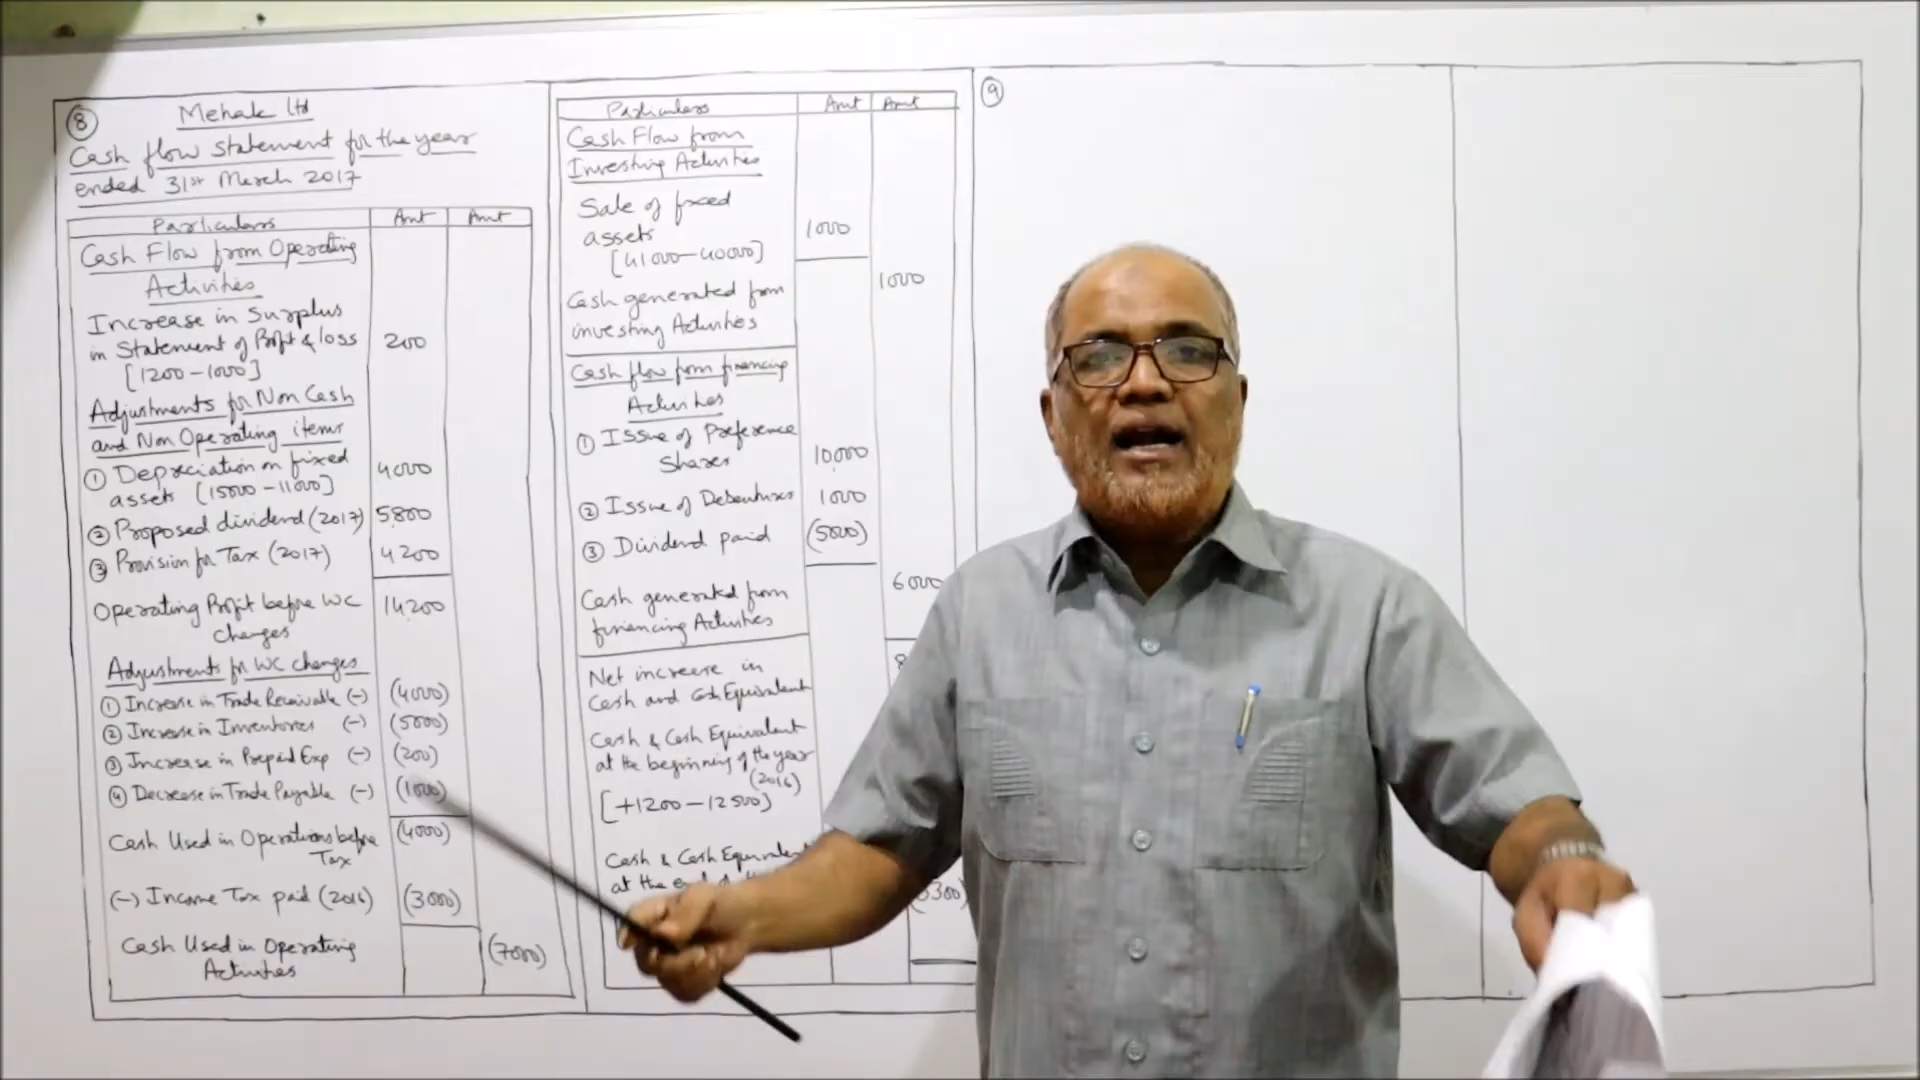 8
Mehak Ltd
Cash flow statement for the year
ended 31st March 2017
Particulars Amt Amt
Cash Flow from Operating
Activities
Increase in Surplus
in Statement of Profit & loss 200
[1200-1000]
Adjustments for Non Cash
and Non Operating items
① Depreciation on fixed 4000
assets [15000-11000]
② Proposed dividend (2017) 5800
③ Provision for Tax (2017) 4200
Operating Profit before WC 14,200
changes
Adjustments for WC changes
① Increase in Trade Receivable (-) (4000)
② Increase in Inventories (-) (5000)
③ Increase in Prepaid Exp (-) (200)
④ Decrease in Trade Payable (-) (1000)
Cash Used in Operations before (4000)
Tax
(-) Income Tax paid (2016) (3000)
Cash Used in Operating (7000)
Activities
Particulars Amt Amt
Cash Flow from
Investing Activities
Sale of fixed
assets 1000
[41000-40000]
1000
Cash generated from
investing Activities
Cash flow from financing
Activities
① Issue of Preference
Shares 10,000
② Issue of Debentures 1000
③ Dividend paid (5000)
Cash generated from 6000
financing Activities
Net increase in
Cash and Cash Equivalent
Cash & Cash Equivalent
at the beginning of the year
(2016)
[+1200-12500]
Cash & Cash Equivalent
at the
9